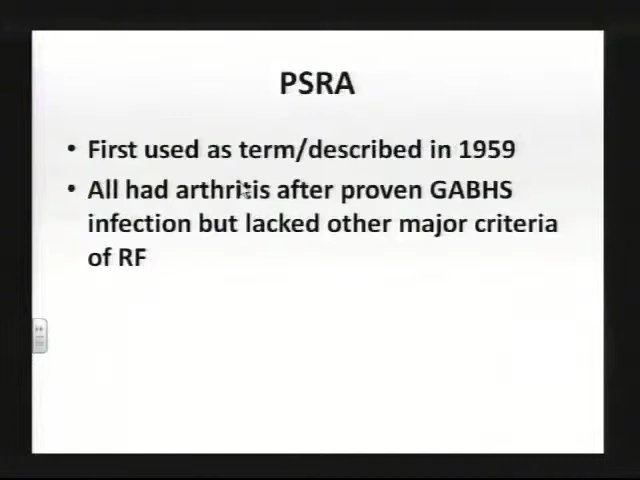 PSRA
• First used as term/described in 1959
• All had arthritis after proven GABHS
infection but lacked other major criteria
of RF